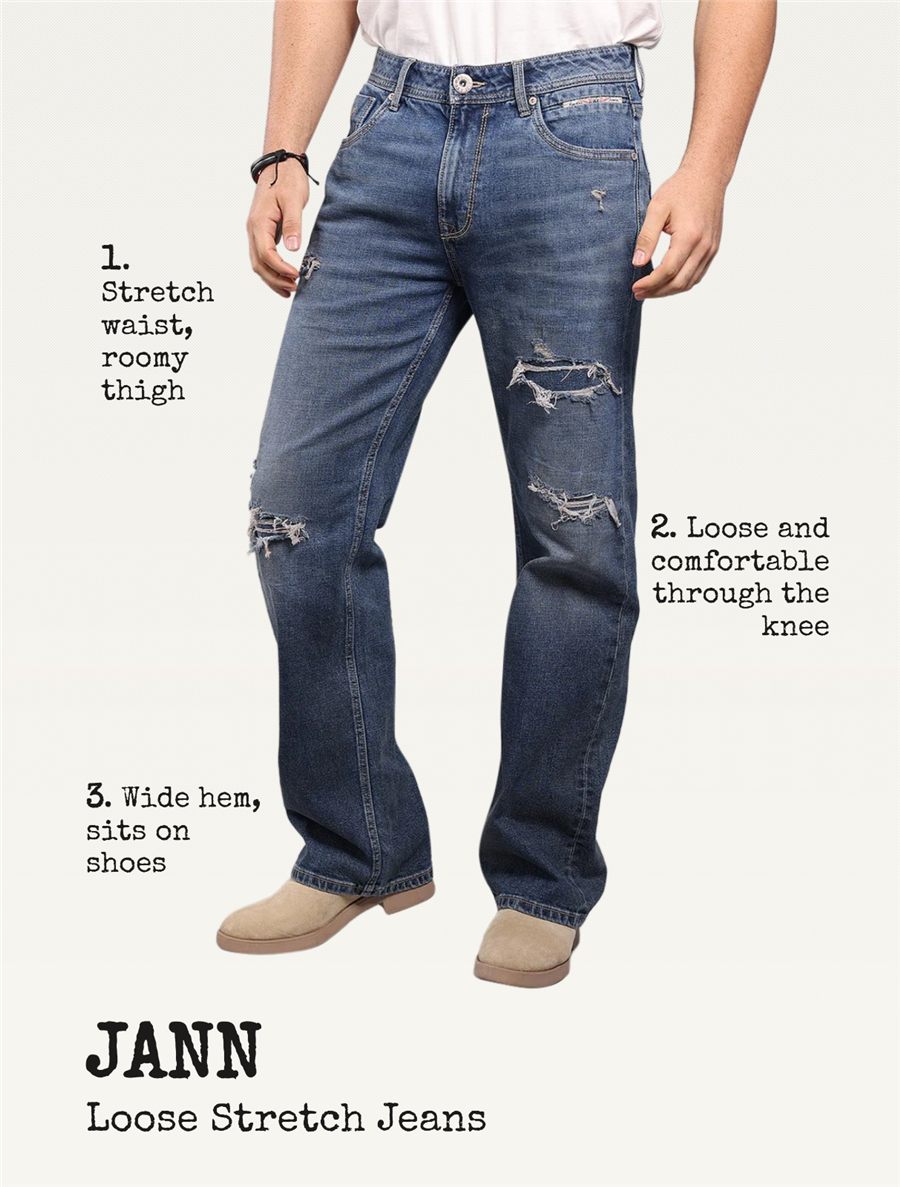 1.
Stretch
waist,
roomy
thigh
2. Loose and
comfortable
through the
knee
3. Wide hem,
sits on
shoes
JANN
Loose Stretch Jeans